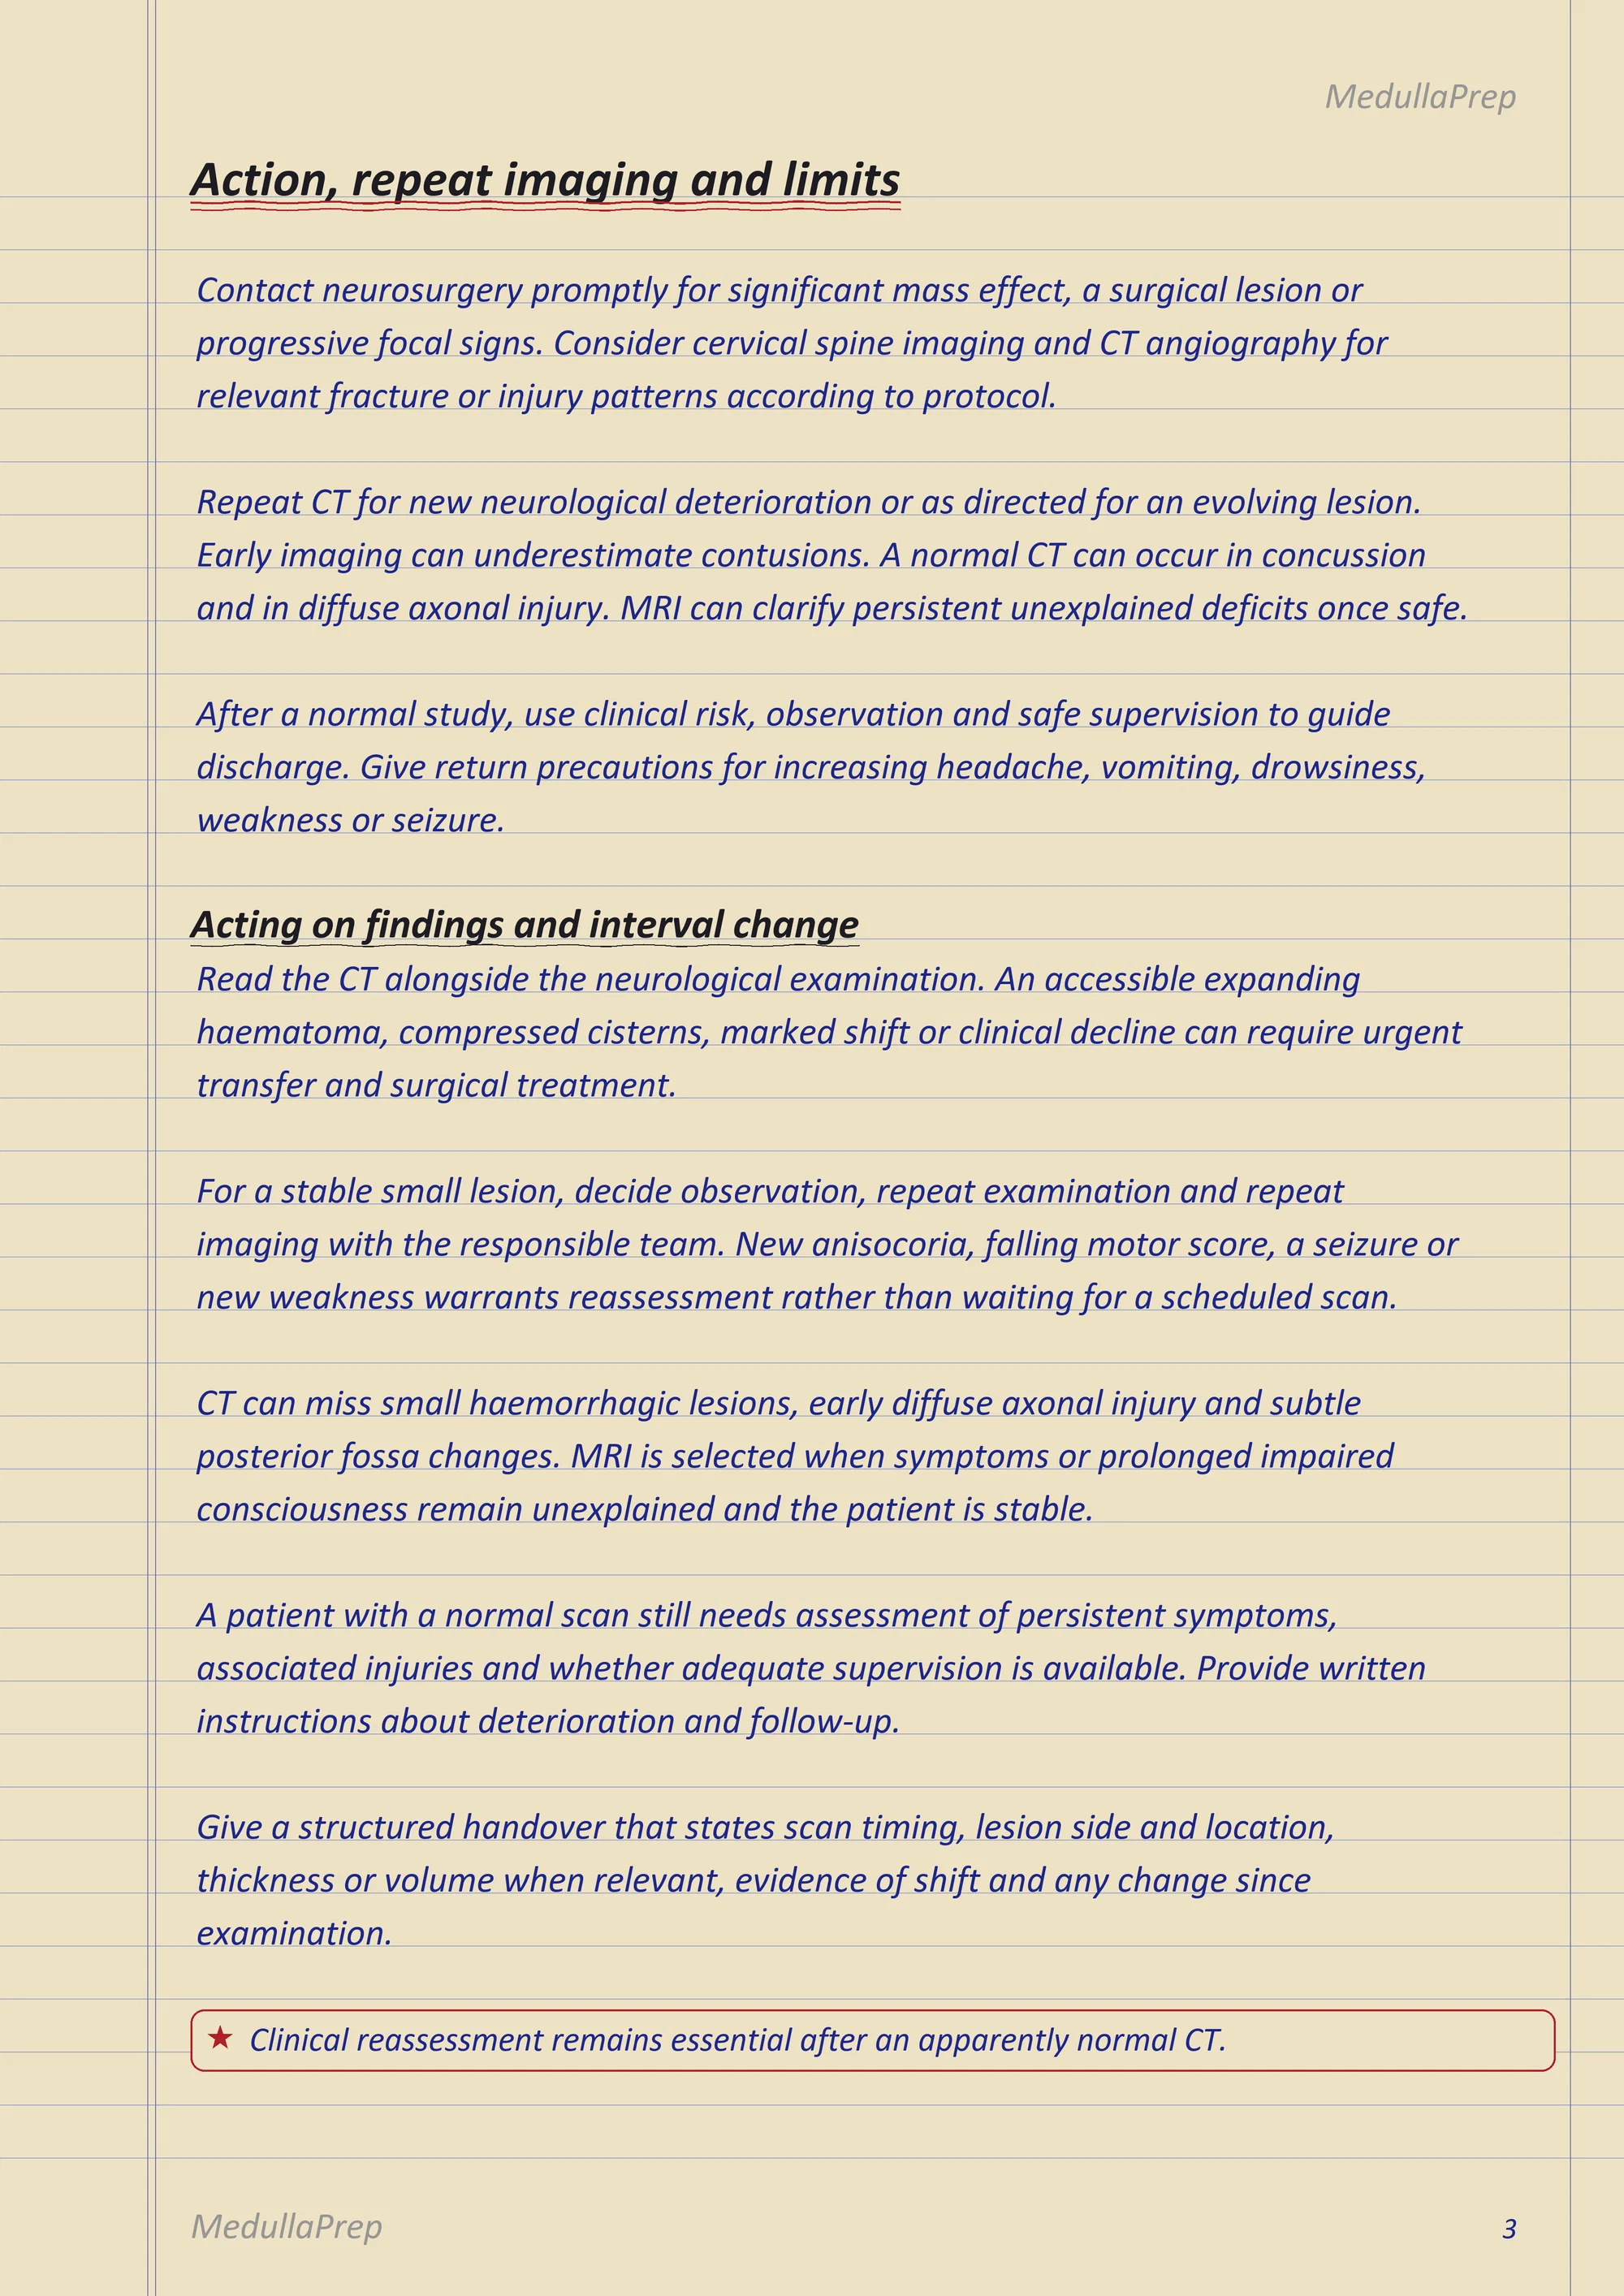 MedullaPrep
Action, repeat imaging and limits
Contact neurosurgery promptly for significant mass effect, a surgical lesion or
progressive focal signs. Consider cervical spine imaging and CT angiography for
relevant fracture or injury patterns according to protocol.
Repeat CT for new neurological deterioration or as directed for an evolving lesion.
Early imaging can underestimate contusions. A normal CT can occur in concussion
and in diffuse axonal injury. MRI can clarify persistent unexplained deficits once safe.
After a normal study, use clinical risk, observation and safe supervision to guide
discharge. Give return precautions for increasing headache, vomiting, drowsiness,
weakness or seizure.
Acting on findings and interval change
Read the CT alongside the neurological examination. An accessible expanding
haematoma, compressed cisterns, marked shift or clinical decline can require urgent
transfer and surgical treatment.
For a stable small lesion, decide observation, repeat examination and repeat
imaging with the responsible team. New anisocoria, falling motor score, a seizure or
new weakness warrants reassessment rather than waiting for a scheduled scan.
CT can miss small haemorrhagic lesions, early diffuse axonal injury and subtle
posterior fossa changes. MRI is selected when symptoms or prolonged impaired
consciousness remain unexplained and the patient is stable.
A patient with a normal scan still needs assessment of persistent symptoms,
associated injuries and whether adequate supervision is available. Provide written
instructions about deterioration and follow-up.
Give a structured handover that states scan timing, lesion side and location,
thickness or volume when relevant, evidence of shift and any change since
examination.
★ Clinical reassessment remains essential after an apparently normal CT.
MedullaPrep
3